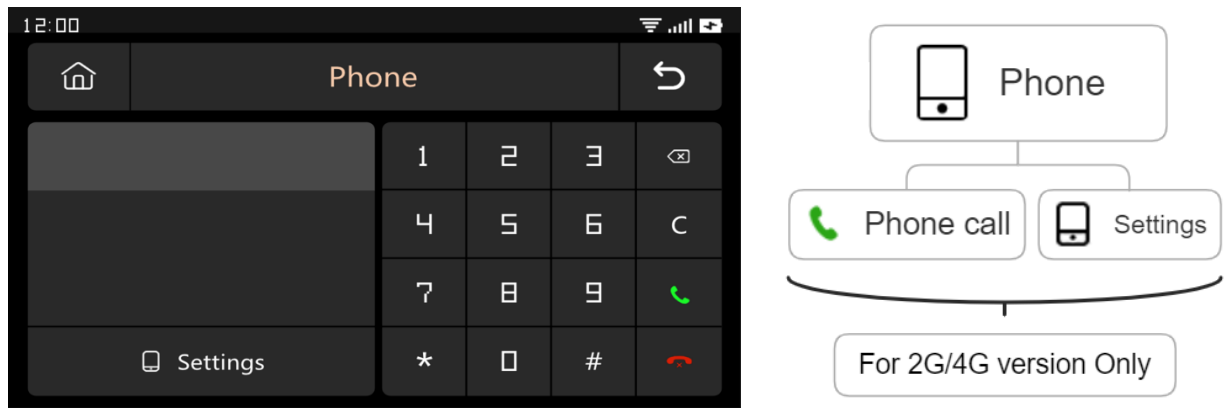 12:00
Phone
1 2 3
4 5 6 C
7 8 9
Settings * 0 #
Phone
Phone call Settings
For 2G/4G version Only